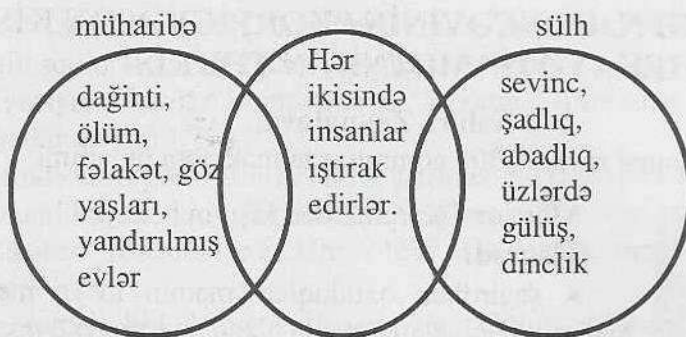 müharibə
sülh
dağinti,
ölüm,
fəlakət, göz
yaşları,
yandırılmış
evlər
Hər
ikisində
insanlar
iştirak
edirlər.
sevinc,
şadlıq,
abadlıq,
üzlərdə
gülüş,
dinclik